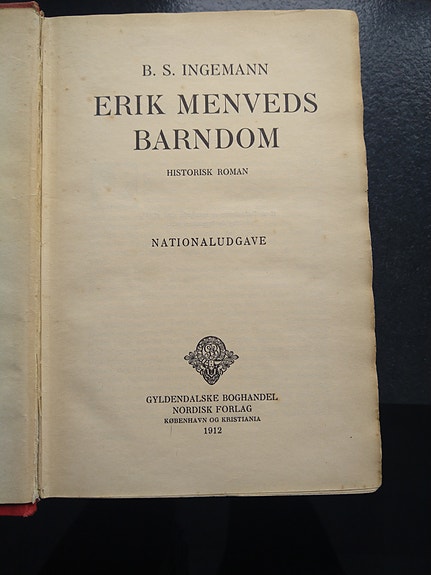 B. S. INGEMANN
ERIK MENVEDS
BARNDOM
HISTORISK ROMAN
NATIONALUDGAVE
GYLDENDALSKE BOGHANDEL
NORDISK FORLAG
KØBENHAVN OG KRISTIANIA
1912